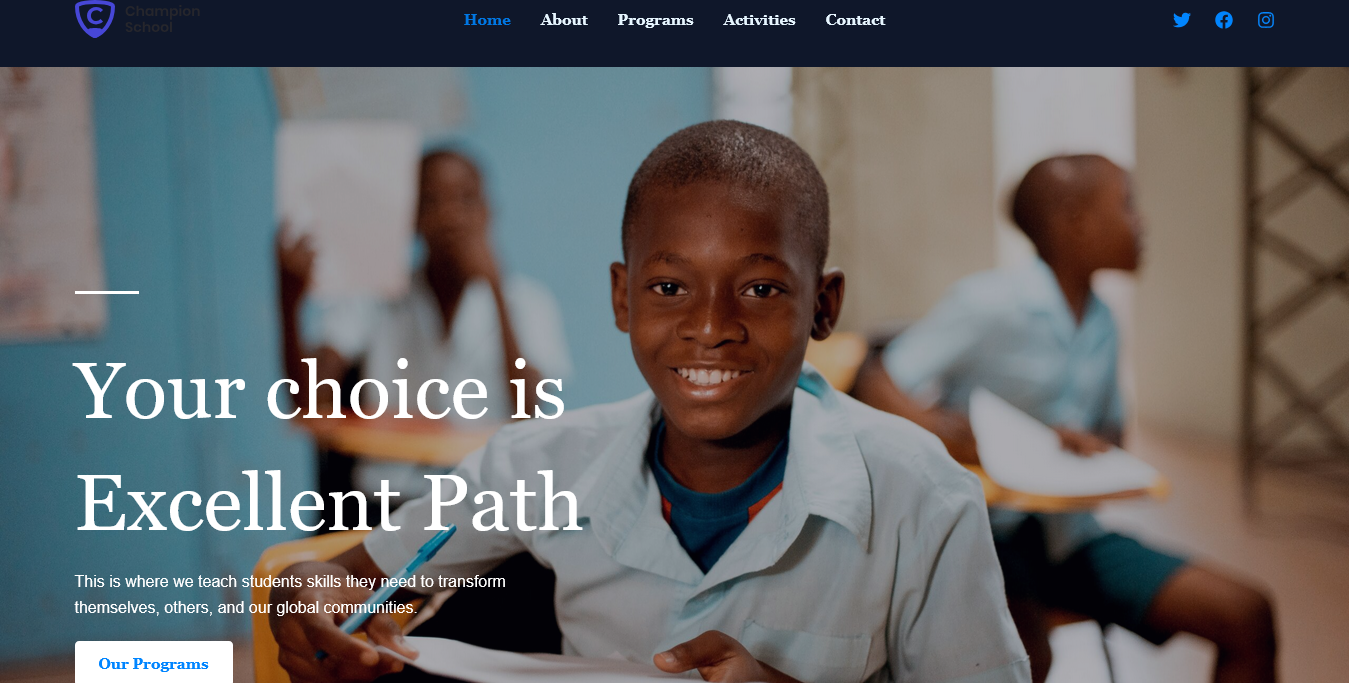 Champion
School
Home About Programs Activities Contact
Your choice is
Excellent Path
This is where we teach students skills they need to transform
themselves, others, and our global communities.
Our Programs